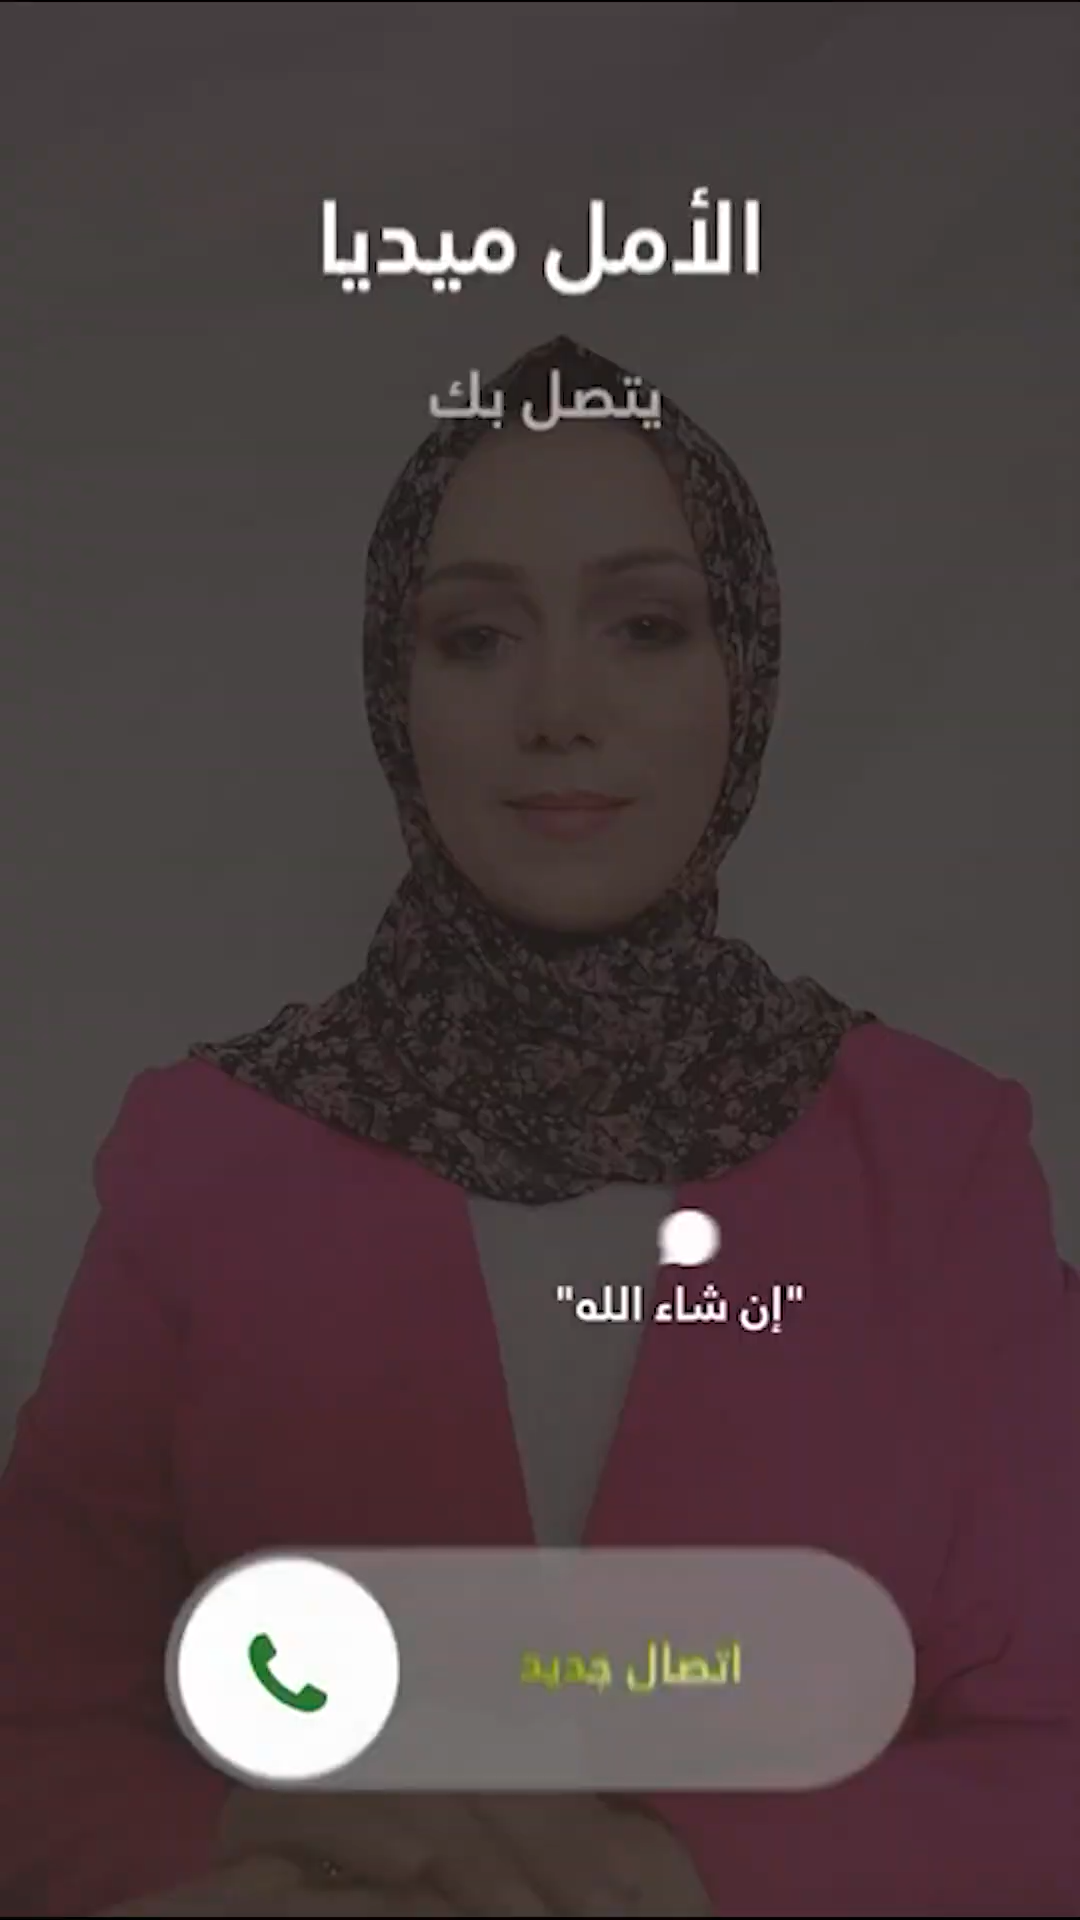 الأمل ميديا
يتصل بك
"إن شاء الله"
اتصال جديد